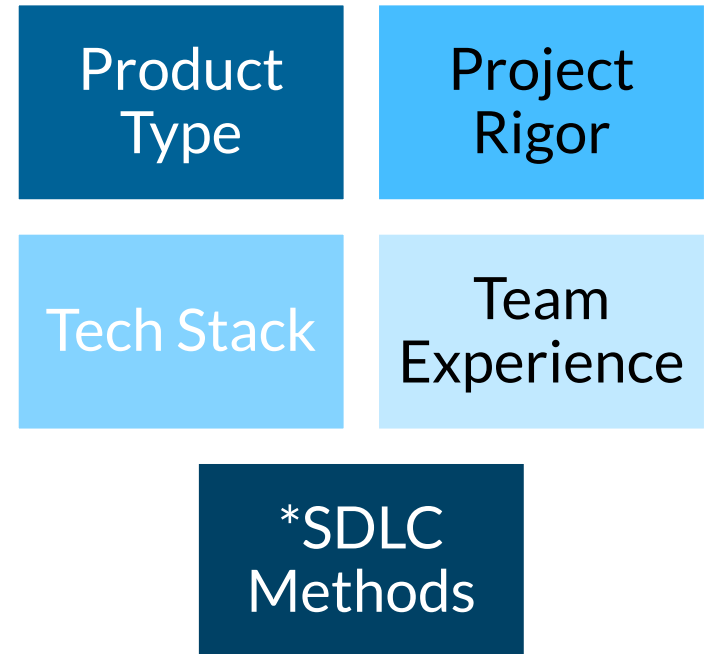 Product
Type
Project
Rigor
Tech Stack
Team
Experience
*SDLC
Methods